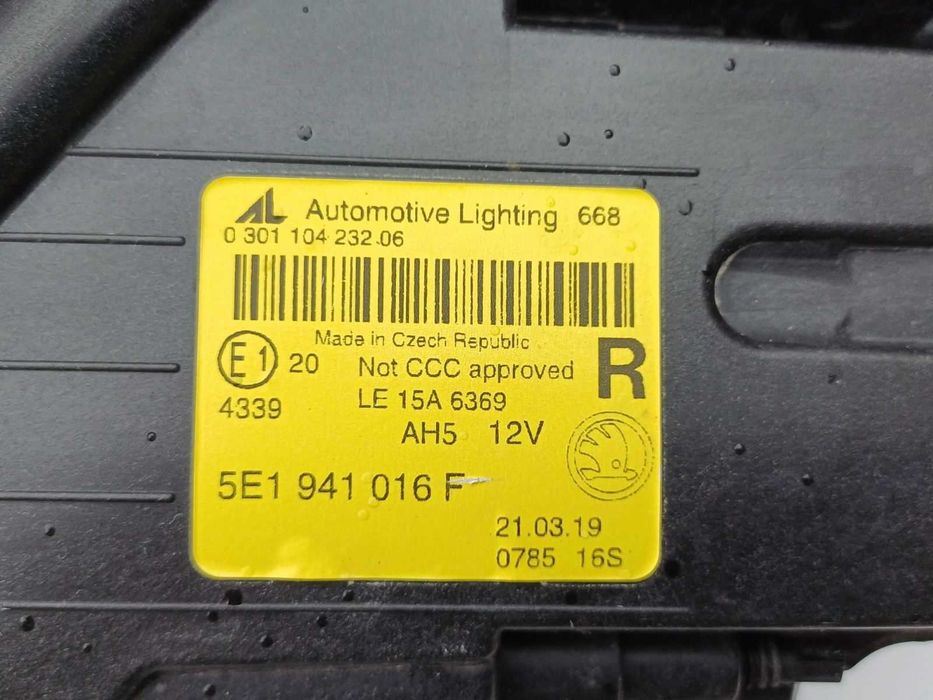 AL Automotive Lighting 668
0 301 104 232.06
Made in Czech Republic
E1 20 Not CCC approved R
4339 LE 15A 6369
AH5 12V
5E1 941 016 F
21.03.19
0785 16S